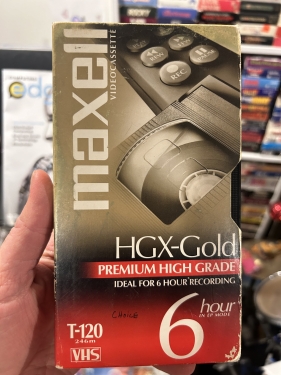 maxell
VIDEOCASSETTE
REC
HGX-Gold
PREMIUM HIGH GRADE
IDEAL FOR 6 HOUR RECORDING
6 hour
IN EP MODE
CHOICE
T-120
246m
VHS